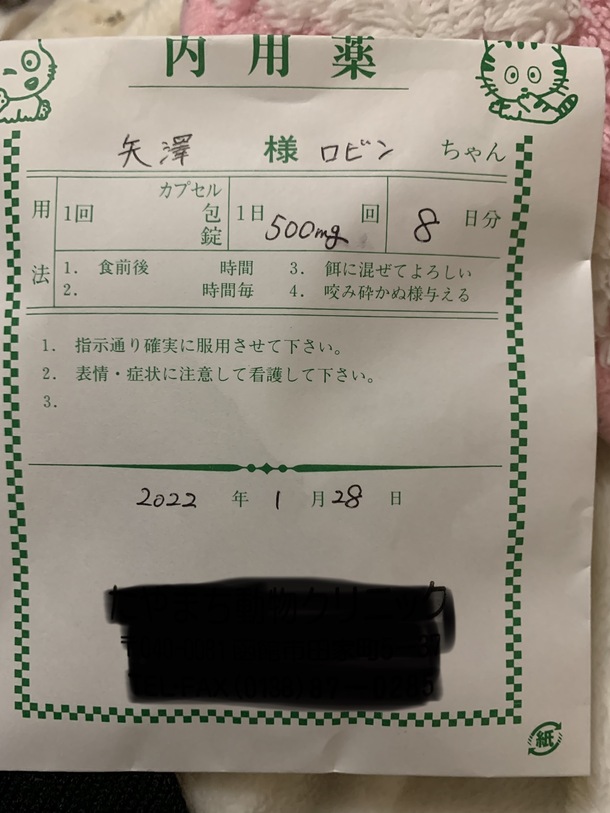 内用薬
矢澤 様 ロビン ちゃん
用法
1回 カプセル 包 錠
1日 500mg 回
8 日分
1. 食前後 時間
2. 時間毎
3. 餌に混ぜてよろしい
4. 咬み砕かぬ様与える
1. 指示通り確実に服用させて下さい。
2. 表情・症状に注意して看護して下さい。
3.
2022 年 1 月 28 日
紙